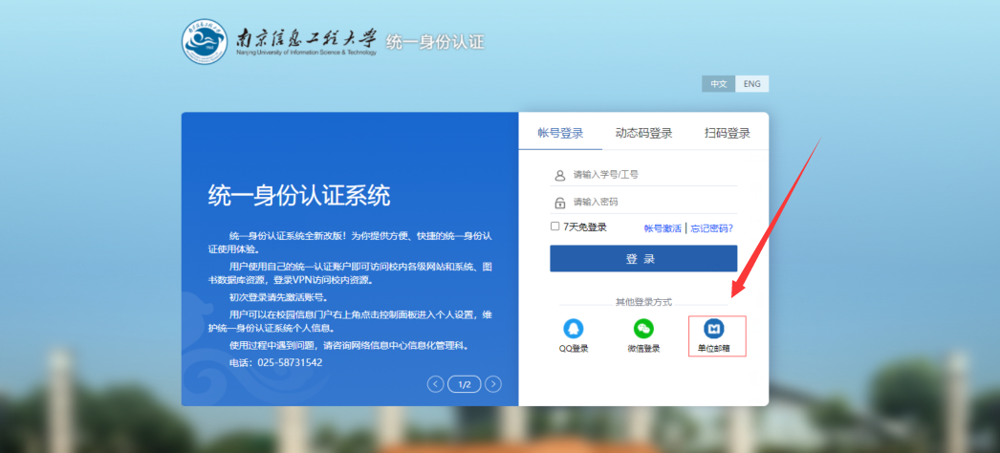 南京信息工程大学 统一身份认证
Nanjing University of Information Science & Technology
中文 ENG
帐号登录 动态码登录 扫码登录
统一身份认证系统
统一身份认证系统全新改版！为你提供方便、快捷的统一身份认
证使用体验。
用户使用自己的统一认证账户即可访问校内各级网站和系统、图
书数据库资源，登录VPN访问校内资源。
初次登录请先激活账号。
用户可以在校园信息门户右上角点击控制面板进入个人设置，维
护统一身份认证系统个人信息。
使用过程中遇到问题，请咨询网络信息中心信息化管理科。
电话：025-58731542
1/2
请输入学号/工号
请输入密码
7天免登录 帐号激活 | 忘记密码?
登 录
其他登录方式
QQ登录 微信登录 单位邮箱